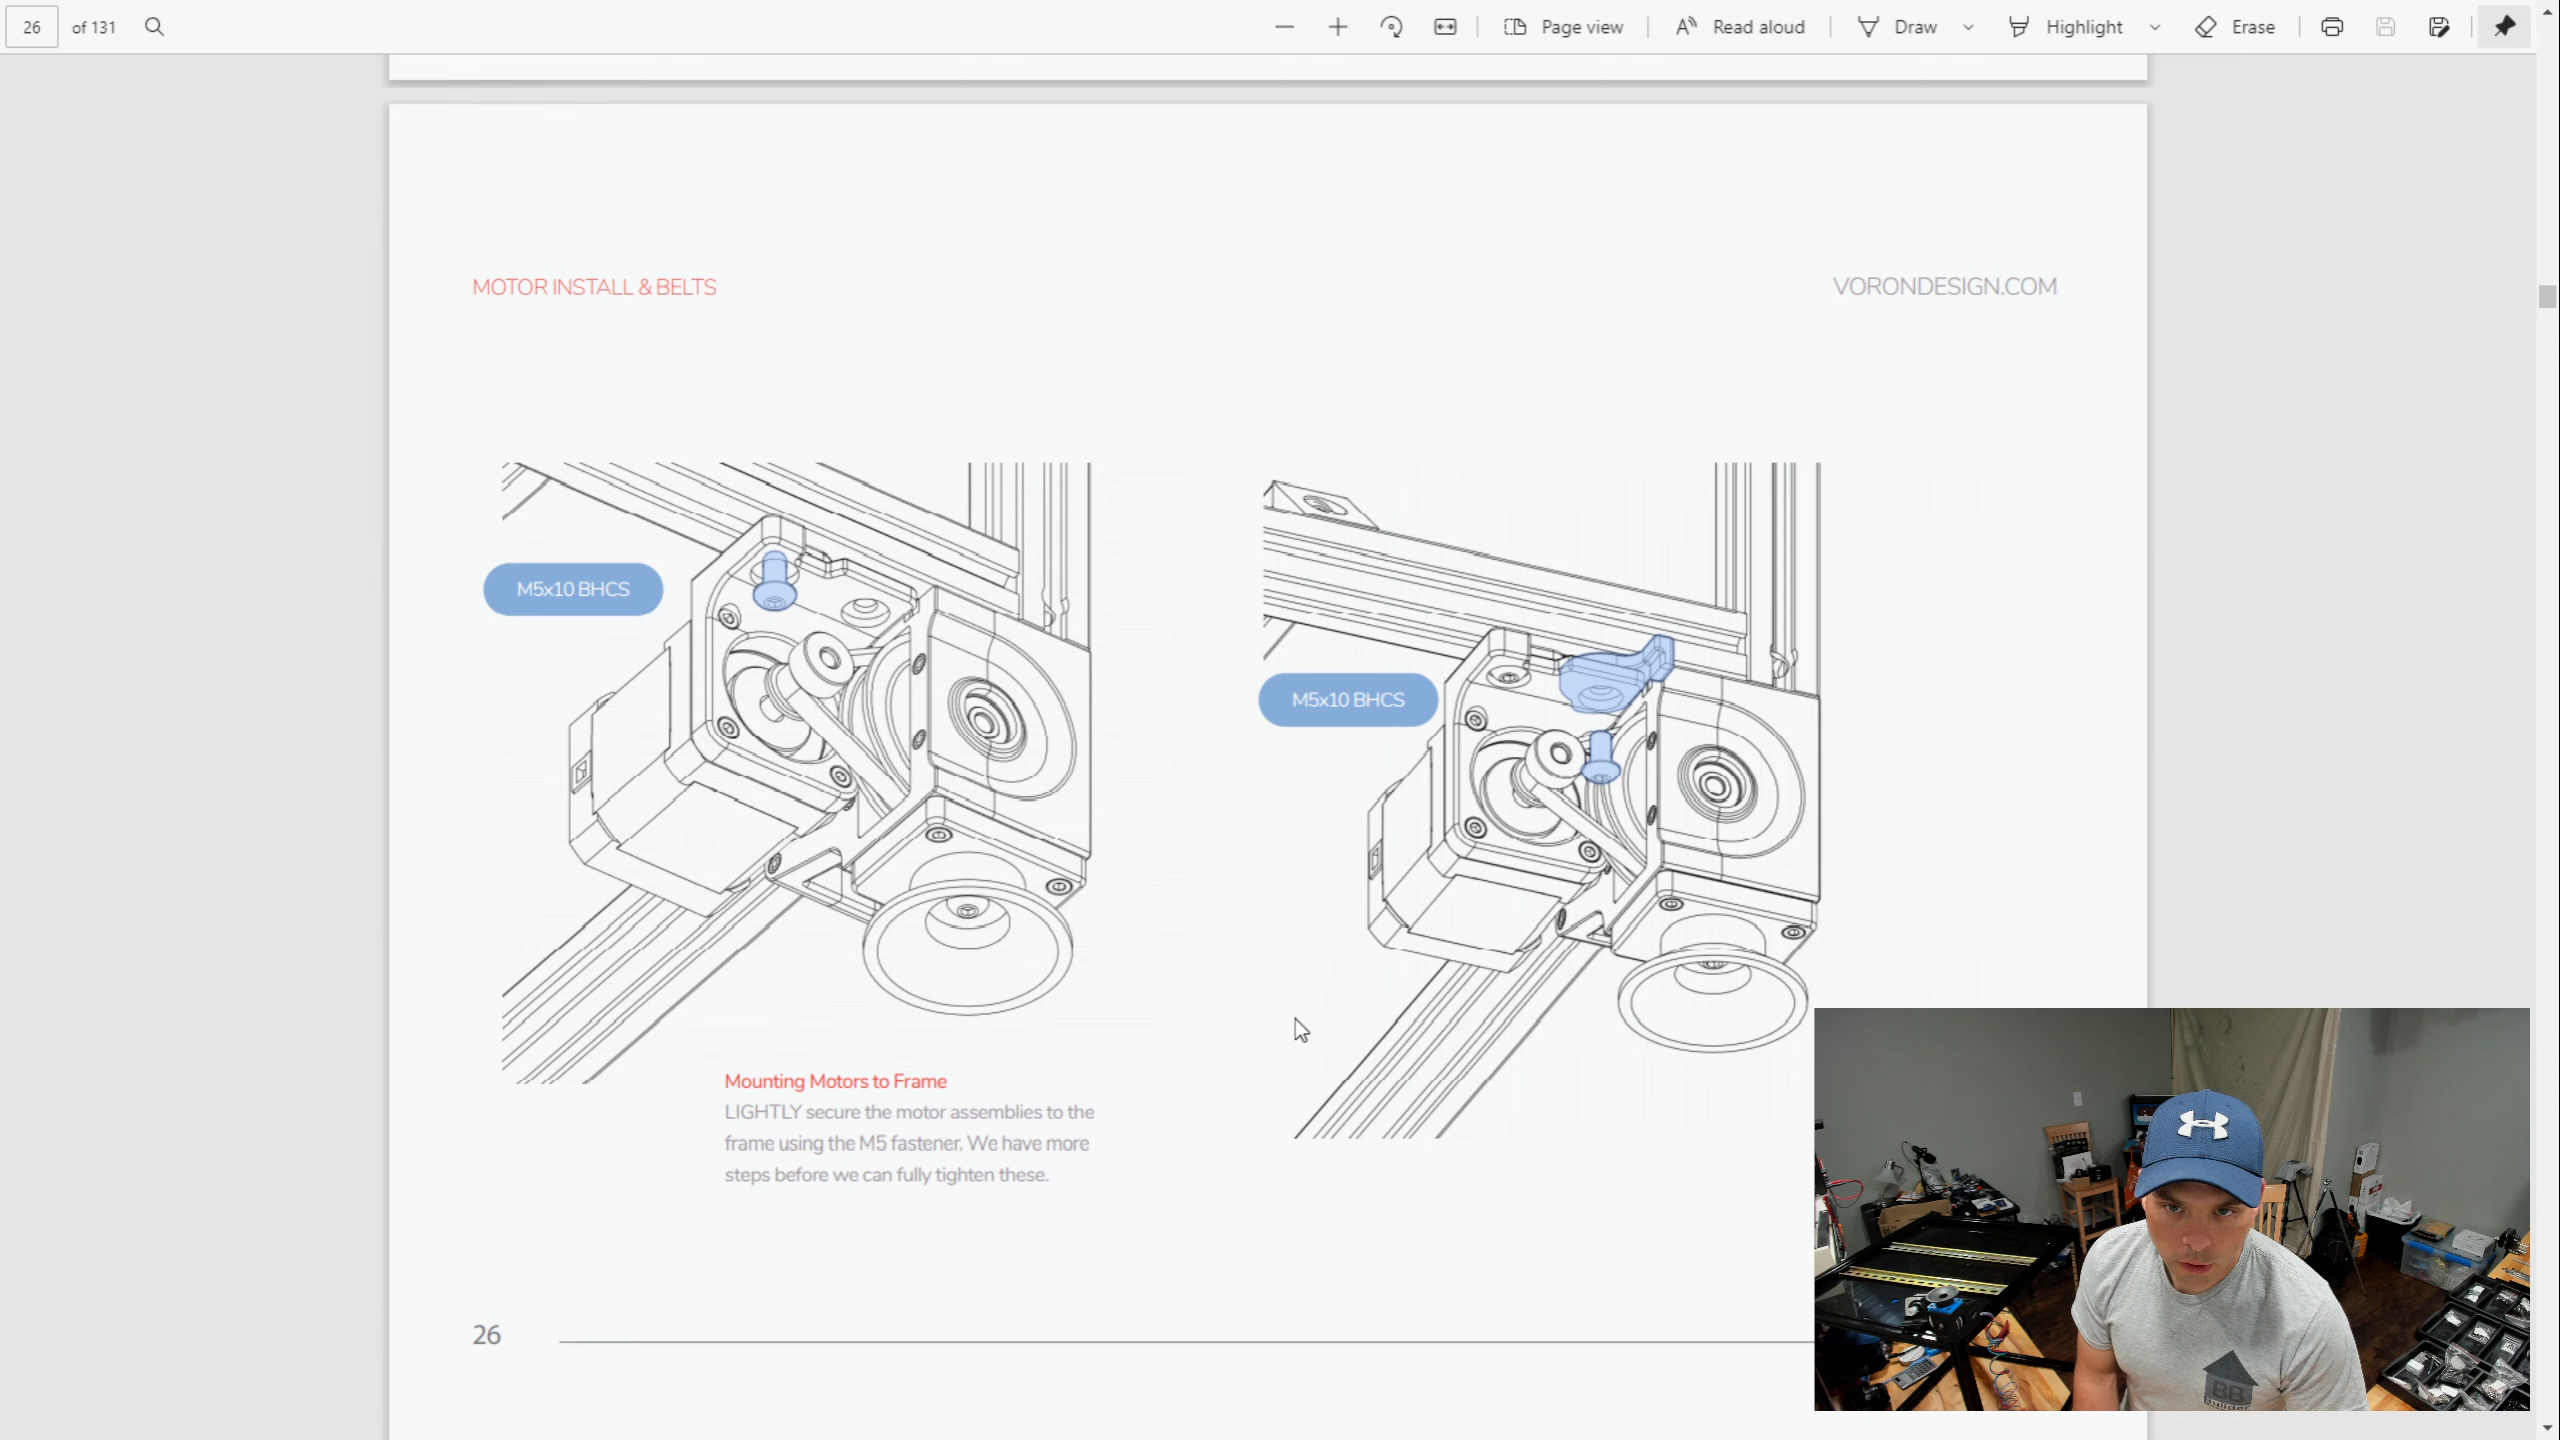 26 of 131 Page view Read aloud Draw Highlight Erase
MOTOR INSTALL & BELTS VORONDESIGN.COM
M5x10 BHCS
M5x10 BHCS
Mounting Motors to Frame
LIGHTLY secure the motor assemblies to the
frame using the M5 fastener. We have more
steps before we can fully tighten these.
26
BB